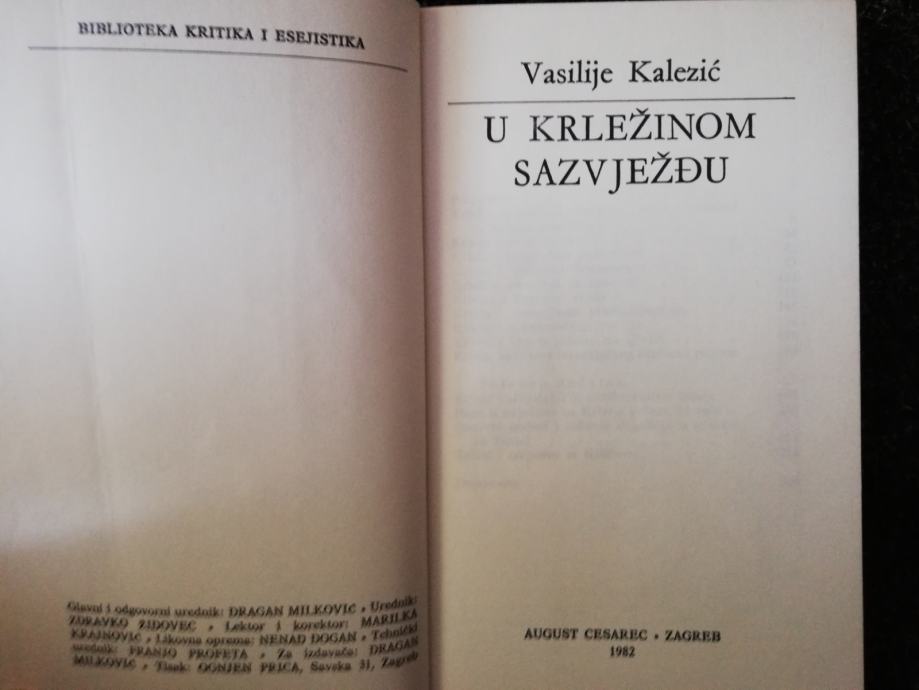 BIBLIOTEKA KRITIKA I ESEJISTIKA
Glavni i odgovorni urednik: DRAGAN MILKOVIĆ • Urednik:
ZDRAVKO ŽIDOVEC • Lektor i korektor: MARILKA
KRAJNOVIĆ • Likovna oprema: NENAD DOGAN • Tehnički
urednik: FRANJO PROFETA • Za izdavača: DRAGAN
MILKOVIĆ • Tisak: OGNJEN PRICA, Savska 31, Zagreb
Vasilije Kalezić
U KRLEŽINOM
SAZVJEŽĐU
AUGUST CESAREC • ZAGREB
1982